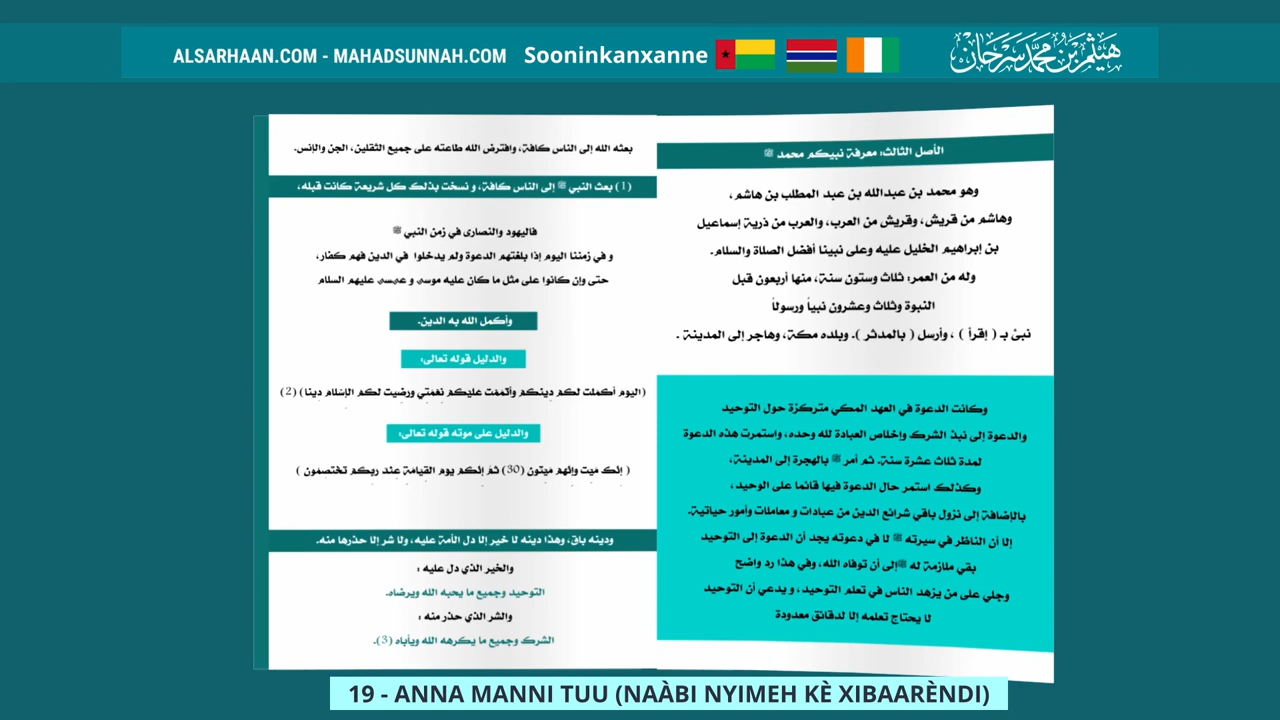 ALSARHAAN.COM - MAHADSUNNAH.COM Sooninkanxanne
هيثم بن محمد سرحان
الأصل الثالث: معرفة نبيكم محمد ﷺ
وهو محمد بن عبدالله بن عبد المطلب بن هاشم،
وهاشم من قريش، وقريش من العرب، والعرب من ذرية إسماعيل
بن إبراهيم الخليل عليه وعلى نبينا أفضل الصلاة والسلام.
وله من العمر: ثلاث وستون سنة، منها أربعون قبل
النبوة وثلاث وعشرون نبياً ورسولاً
نبئ بـ ( إقرأ ) ، وأرسل ( بالمدثر ). وبلده مكة، وهاجر إلى المدينة .
وكانت الدعوة في العهد المكي متركزة حول التوحيد
والدعوة إلى نبذ الشرك وإخلاص العبادة لله وحده، واستمرت هذه الدعوة
لمدة ثلاث عشرة سنة. ثم أمر ﷺ بالهجرة إلى المدينة،
وكذلك استمر حال الدعوة فيها قائما على الوحيد،
بالإضافة إلى نزول باقي شرائع الدين من عبادات و معاملات وأمور حياتية.
إلا أن الناظر في سيرته ﷺ لا في دعوته يجد أن الدعوة إلى التوحيد
بقي ملازمة له ﷺ إلى أن توفاه الله، وفي هذا رد واضح
وجلي على من يزهد الناس في تعلم التوحيد، و يدعي أن التوحيد
لا يحتاج تعلمه إلا لدقائق معدودة
بعثه الله إلى الناس كافة، وافترض الله طاعته على جميع الثقلين، الجن والإنس.
(1) بعث النبي ﷺ إلى الناس كافة، و نسخت بذلك كل شريعة كانت قبله،
فاليهود والنصارى في زمن النبي ﷺ
و في زمننا اليوم إذا بلغتهم الدعوة ولم يدخلوا في الدين فهم كفار،
حتى وإن كانوا على مثل ما كان عليه موسى و عيسى عليهم السلام
وأكمل الله به الدين.
والدليل قوله تعالى:
(اليوم أكملت لكم دينكم وأتممت عليكم نعمتي ورضيت لكم الإسلام دينا) (2)
والدليل على موته قوله تعالى:
( إنك ميت وإنهم ميتون (30) ثم إنكم يوم القيامة عند ربكم تختصمون )
ودينه باق، وهذا دينه لا خير إلا دل الأمة عليه، ولا شر إلا حذرها منه.
والخير الذي دل عليه :
التوحيد وجميع ما يحبه الله ويرضاه.
والشر الذي حذر منه :
الشرك وجميع ما يكرهه الله ويأباه (3).
19 - ANNA MANNI TUU (NAÀBI NYIMEH KÈ XIBAARÈNDI)